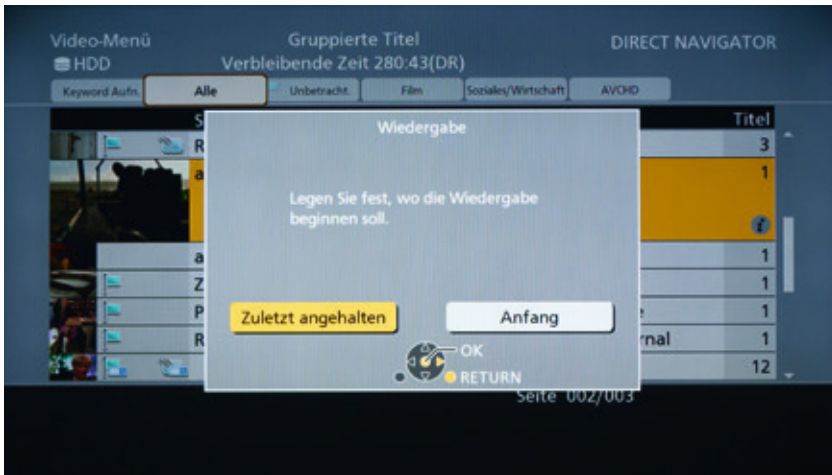 Video-Menü Gruppierte Titel DIRECT NAVIGATOR
HDD Verbleibende Zeit 280:43(DR)
Keyword Aufn. Alle Unbetracht. Film Soziales/Wirtschaft AVCHD
S Titel
R 3
a 1
Wiedergabe
Legen Sie fest, wo die Wiedergabe
beginnen soll.
a 1
Z 1
P 1
R rnal 1
12
Zuletzt angehalten Anfang
OK
RETURN
Seite 002/003